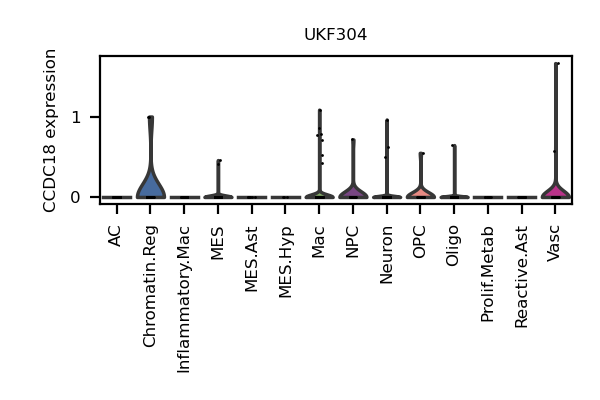 UKF304
CCDC18 expression
1
0
AC
Chromatin.Reg
Inflammatory.Mac
MES
MES.Ast
MES.Hyp
Mac
NPC
Neuron
OPC
Oligo
Prolif.Metab
Reactive.Ast
Vasc